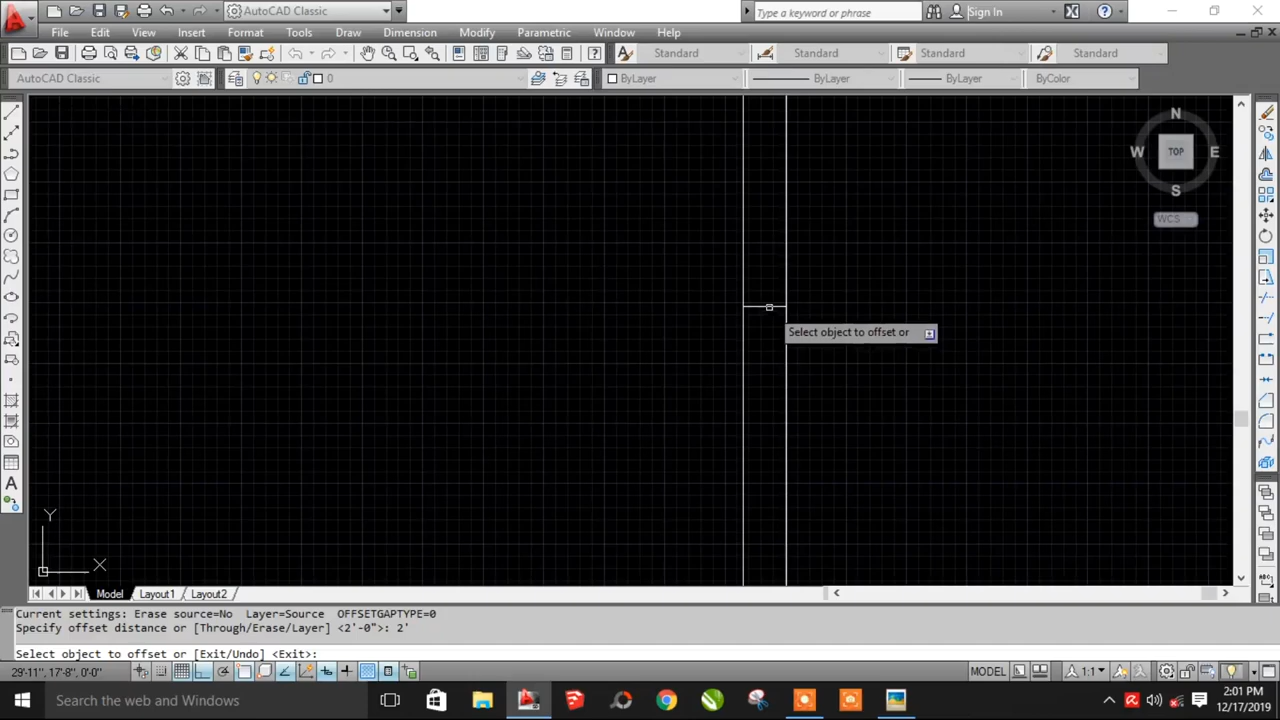 AutoCAD Classic
Type a keyword or phrase
Sign In
File Edit View Insert Format Tools Draw Dimension Modify Parametric Window Help
Standard Standard Standard Standard
AutoCAD Classic 0 ByLayer ByLayer ByLayer ByColor
N
W TOP E
S
WCS
Select object to offset or
Y
X
Model Layout1 Layout2
Current settings: Erase source=No Layer=Source OFFSETGAPTYPE=0
Specify offset distance or [Through/Erase/Layer] <2'-0">: 2'
Select object to offset or [Exit/Undo] <Exit>:
29'-11", 17'-8", 0'-0" MODEL 1:1
Search the web and Windows
2:01 PM
12/17/2019